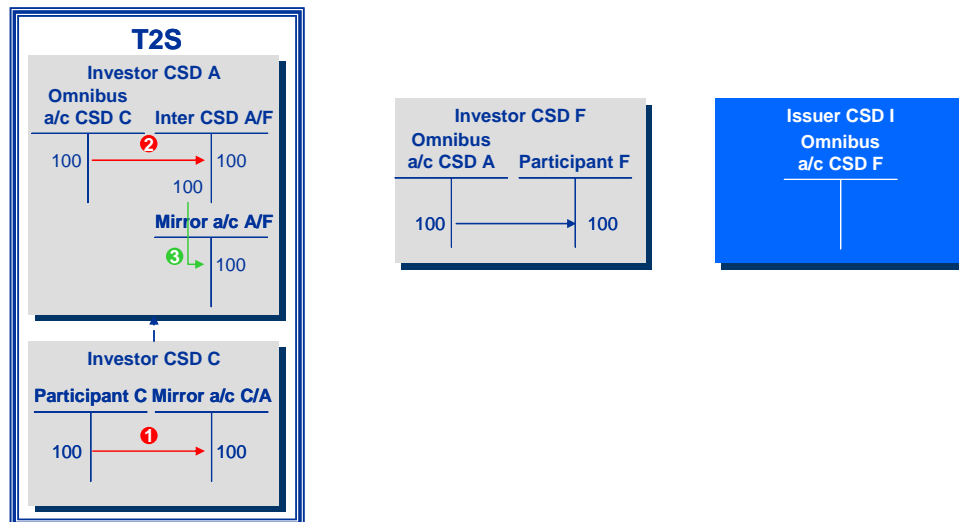 T2S
Investor CSD A
Omnibus
a/c CSD C Inter CSD A/F
2
100 100
100
Mirror a/c A/F
3
100
Investor CSD C
Participant C Mirror a/c C/A
1
100 100
Investor CSD F
Omnibus
a/c CSD A Participant F
100 100
Issuer CSD I
Omnibus
a/c CSD F